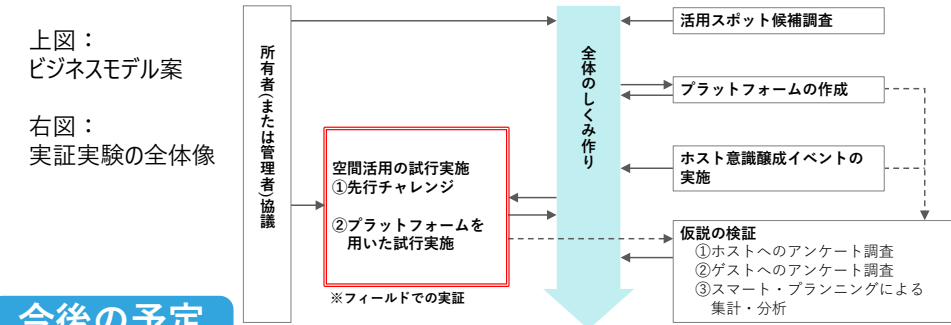 上図：
ビジネスモデル案
右図：
実証実験の全体像
所有者(または管理者)協議
空間活用の試行実施
①先行チャレンジ
②プラットフォームを
用いた試行実施
※フィールドでの実証
全体のしくみ作り
活用スポット候補調査
プラットフォームの作成
ホスト意識醸成イベントの
実施
仮説の検証
①ホストへのアンケート調査
②ゲストへのアンケート調査
③スマート・プランニングによる
集計・分析
今後の予定